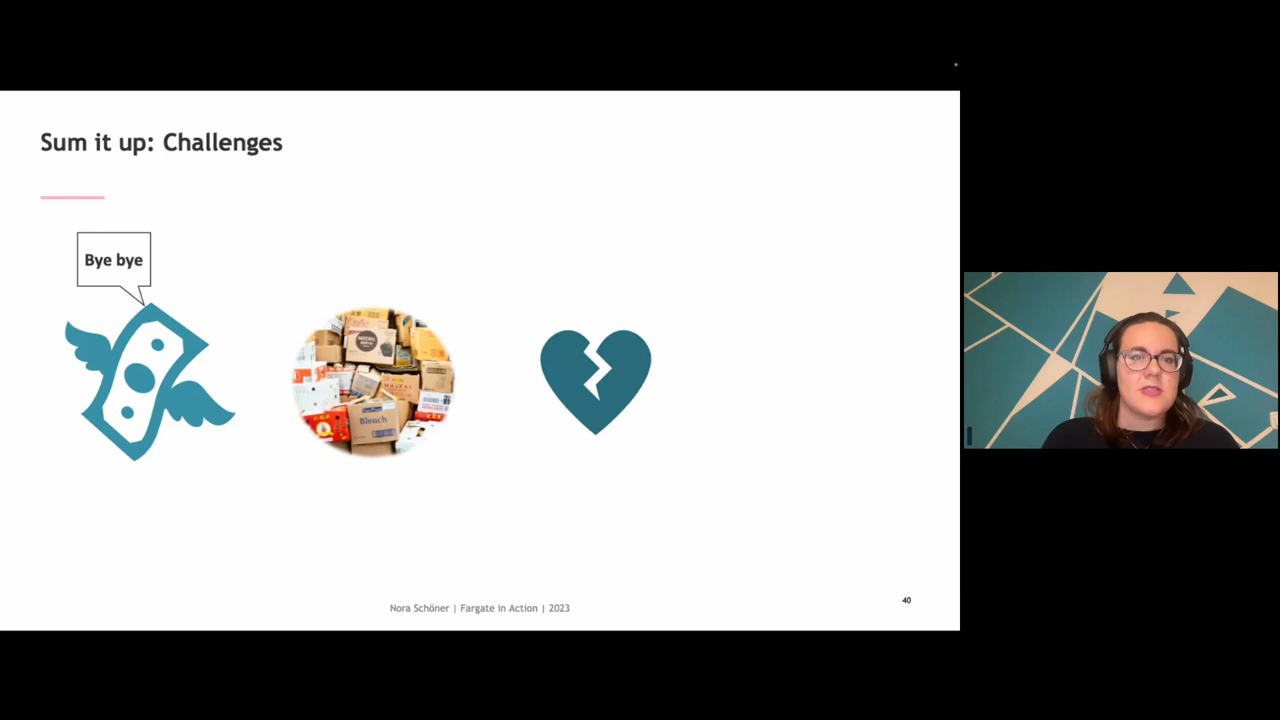 Sum it up: Challenges
Bye bye
Bleach
Nora Schöner | Fargate in Action | 2023
40